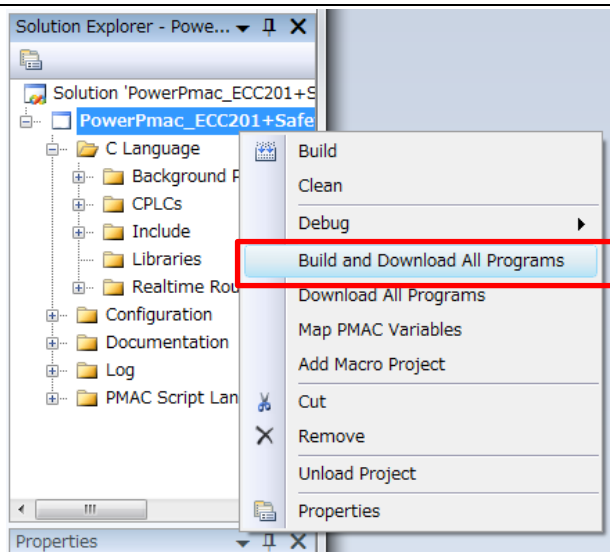 Solution Explorer - Powe...
Solution 'PowerPmac_ECC201+S
PowerPmac_ECC201+Safe
C Language
Background P
CPLCs
Include
Libraries
Realtime Rou
Configuration
Documentation
Log
PMAC Script Lan
Build
Clean
Debug
Build and Download All Programs
Download All Programs
Map PMAC Variables
Add Macro Project
Cut
Remove
Unload Project
Properties
Properties